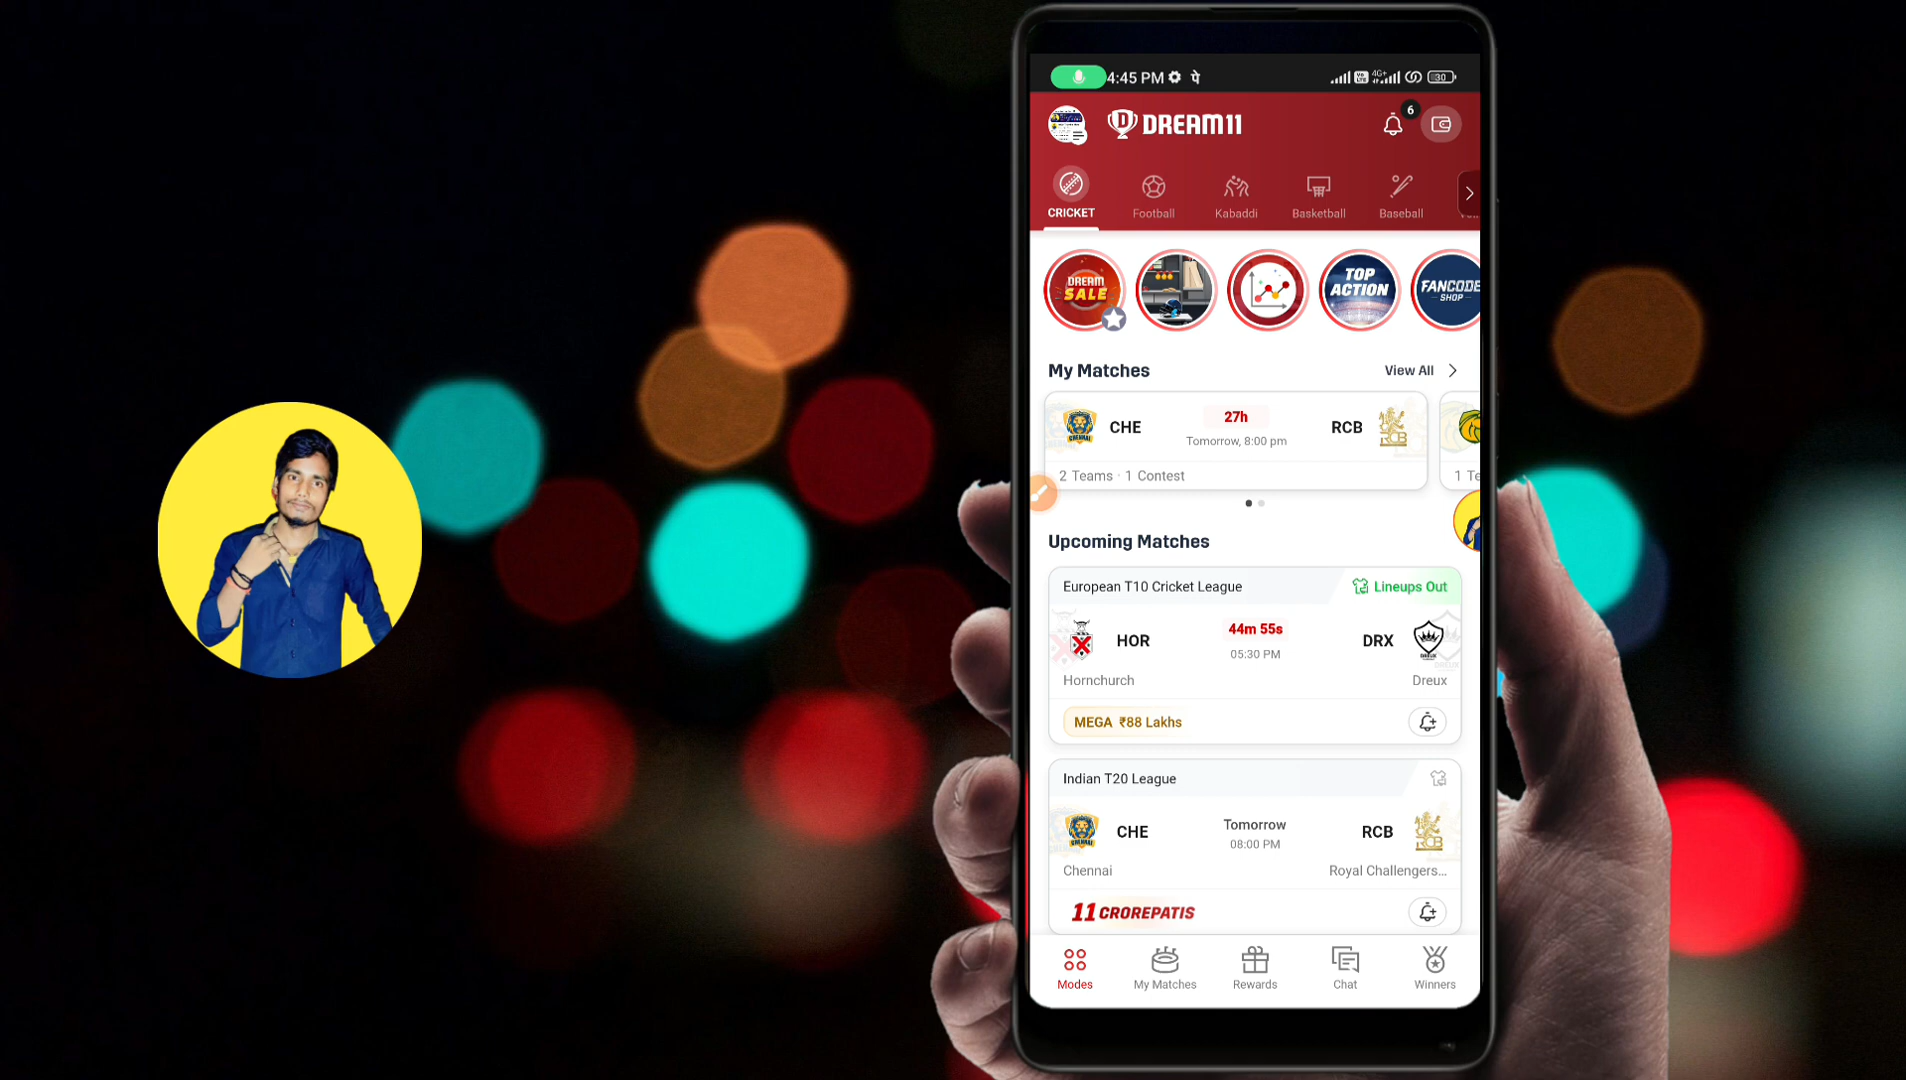 4:45 PM पे 4G+ 30
DREAM11
6
CRICKET Football Kabaddi Basketball Baseball
DREAM SALE
TOP ACTION
FANCODE SHOP
My Matches View All
CHE 27h RCB
Tomorrow, 8:00 pm
2 Teams · 1 Contest
1 Te
Upcoming Matches
European T10 Cricket League Lineups Out
HOR 44m 55s DRX
05:30 PM
Hornchurch Dreux
MEGA ₹88 Lakhs
Indian T20 League
CHE Tomorrow RCB
08:00 PM
Chennai Royal Challengers...
11 CROREPATIS
Modes My Matches Rewards Chat Winners